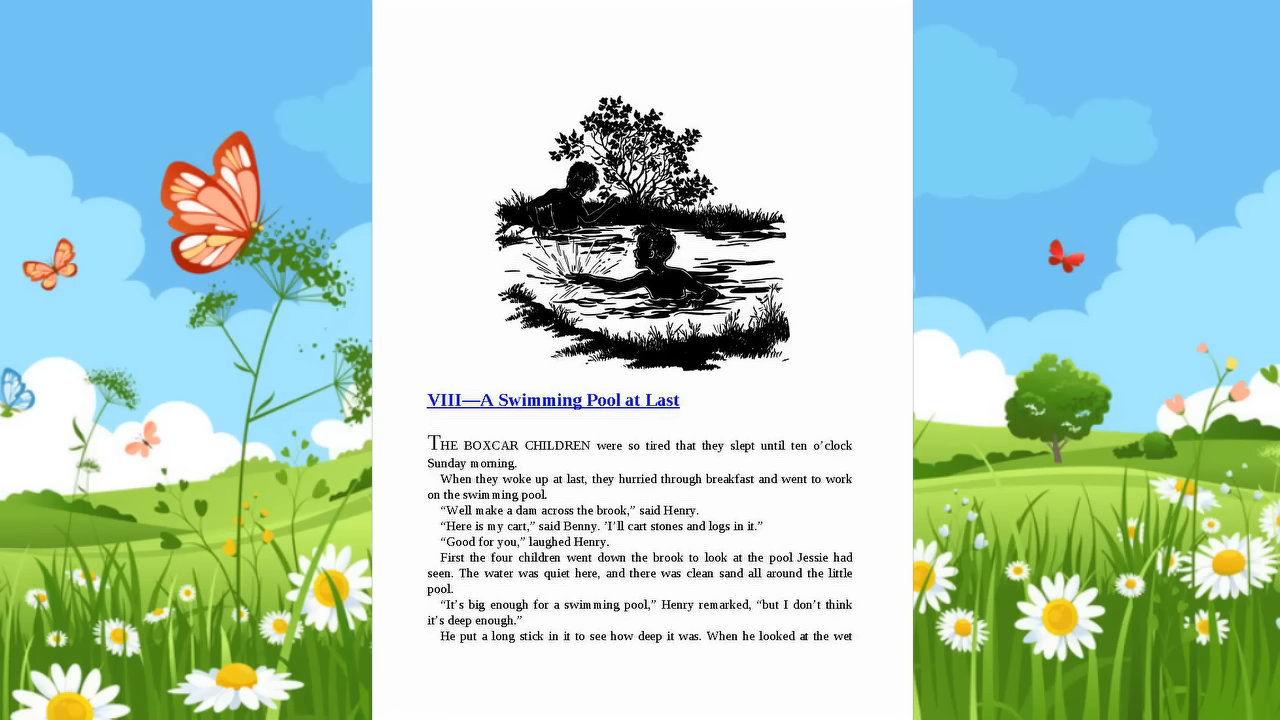 VIII—A Swimming Pool at Last
THE BOXCAR CHILDREN were so tired that they slept until ten o’clock
Sunday morning.
When they woke up at last, they hurried through breakfast and went to work
on the swimming pool.
“Well make a dam across the brook,” said Henry.
“Here is my cart,” said Benny. ’I’ll cart stones and logs in it.”
“Good for you,” laughed Henry.
First the four children went down the brook to look at the pool Jessie had
seen. The water was quiet here, and there was clean sand all around the little
pool.
“It’s big enough for a swimming pool,” Henry remarked, “but I don’t think
it’s deep enough.”
He put a long stick in it to see how deep it was. When he looked at the wet